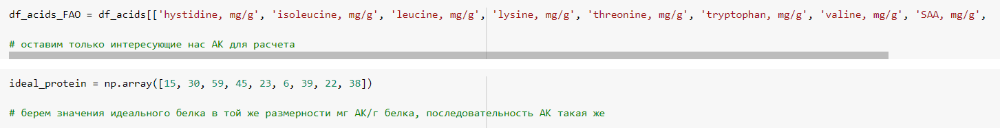 df_acids_FAO = df_acids[['hystidine, mg/g', 'isoleucine, mg/g', 'leucine, mg/g', 'lysine, mg/g', 'threonine, mg/g', 'tryptophan, mg/g', 'valine, mg/g', 'SAA, mg/g',
# оставим только интересующие нас АК для расчета
ideal_protein = np.array([15, 30, 59, 45, 23, 6, 39, 22, 38])
# берем значения идеального белка в той же размерности мг АК/г белка, последовательность АК такая же